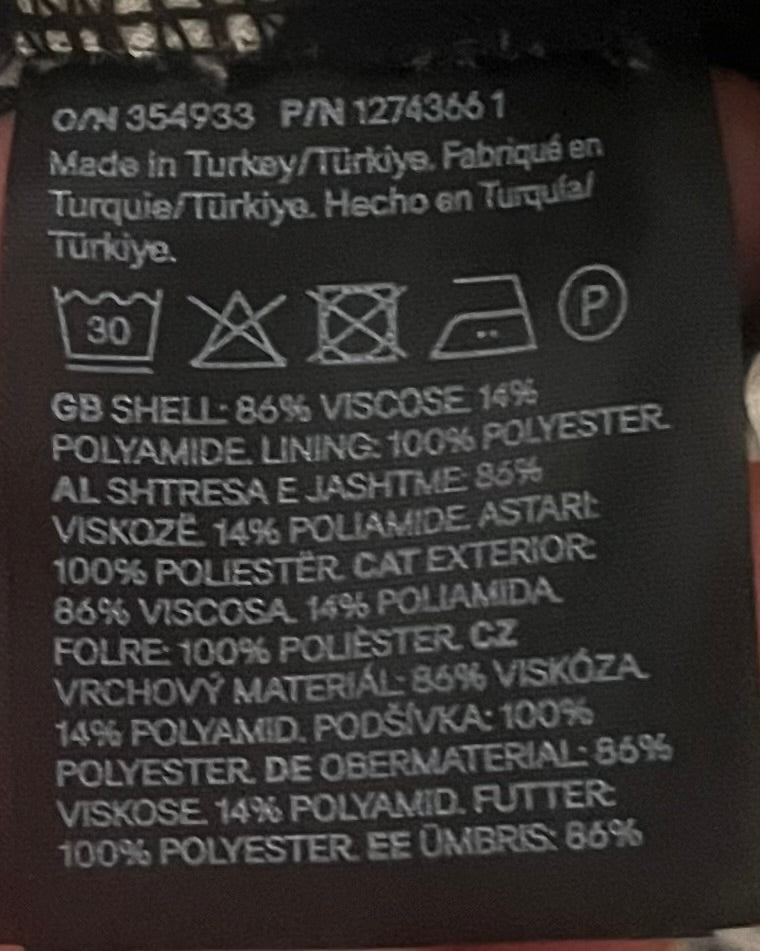 O/N 354933 P/N 1274366 1
Made in Turkey/Türkiye. Fabriqué en
Turquie/Türkiye. Hecho en Turquía/
Türkiye.
30 P
GB SHELL: 86% VISCOSE 14%
POLYAMIDE. LINING: 100% POLYESTER.
AL SHTRESA E JASHTME: 86%
VISKOZË. 14% POLIAMIDE. ASTARI:
100% POLIESTËR. CAT EXTERIOR:
86% VISCOSA. 14% POLIAMIDA.
FOLRE: 100% POLIÈSTER. CZ
VRCHOVÝ MATERIÁL: 86% VISKÓZA.
14% POLYAMID. PODŠÍVKA: 100%
POLYESTER. DE OBERMATERIAL: 86%
VISKOSE. 14% POLYAMID. FUTTER:
100% POLYESTER. EE ÜMBRIS: 86%